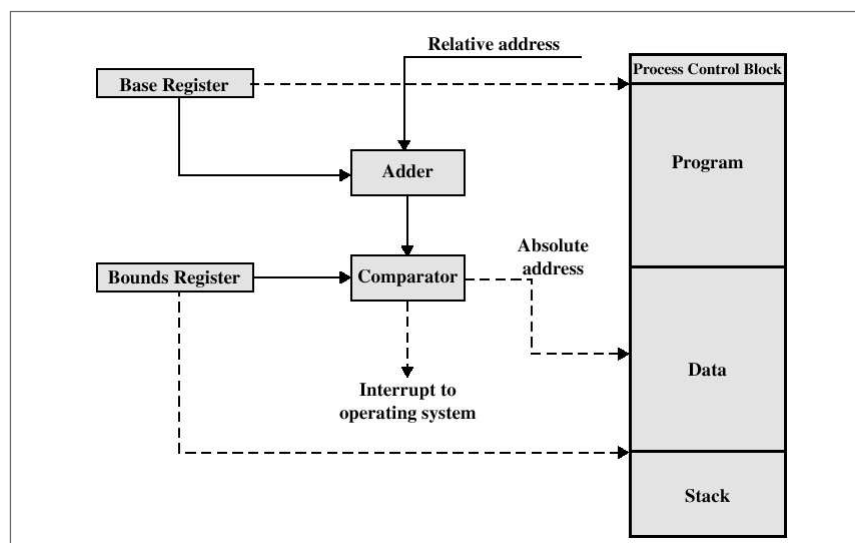 Relative address
Process Control Block
Base Register
Adder
Program
Absolute
address
Bounds Register
Comparator
Interrupt to
operating system
Data
Stack